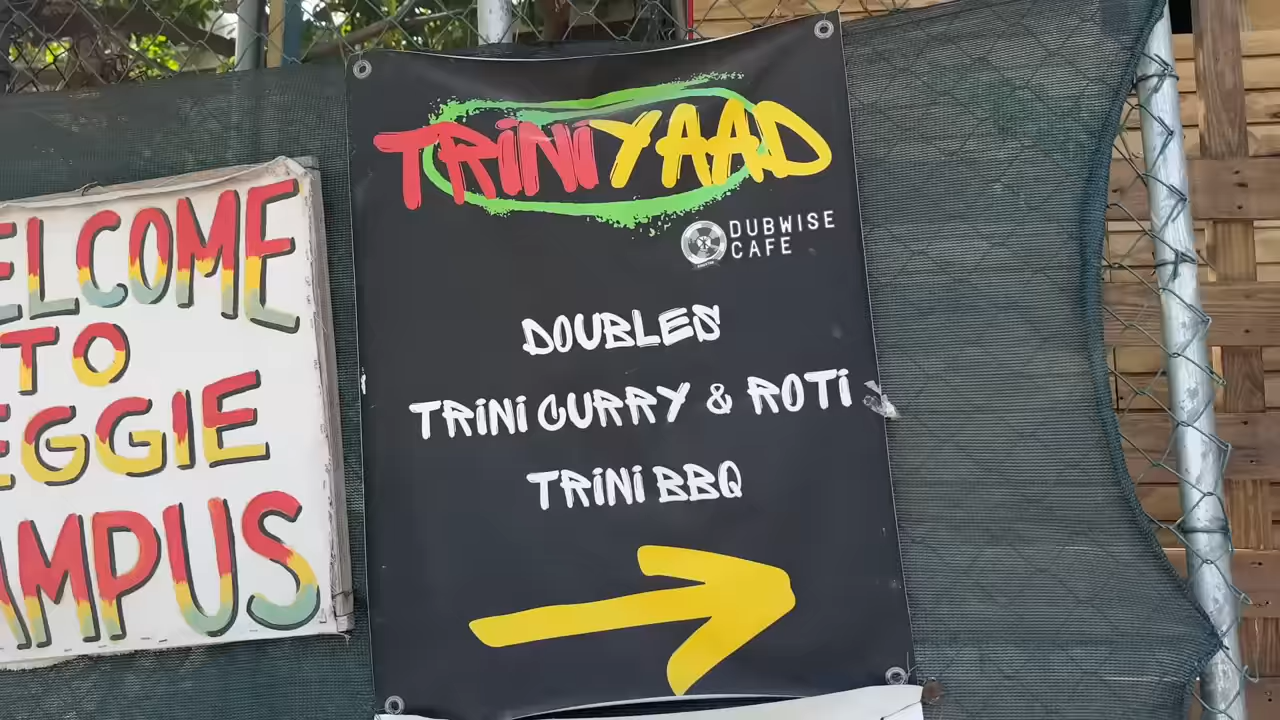 ELCOME
TO
EGGIE
AMPUS
TRiNiYAAD
DUBWISE
CAFE
DOUBLES
TRiNi CURRY & ROTi
TRiNi BBQ